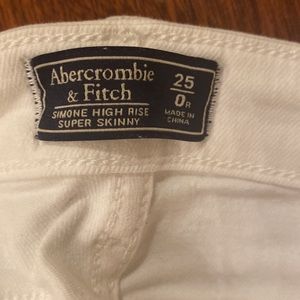 Abercrombie
& Fitch
SIMONE HIGH RISE
SUPER SKINNY
25
0R
MADE IN
CHINA